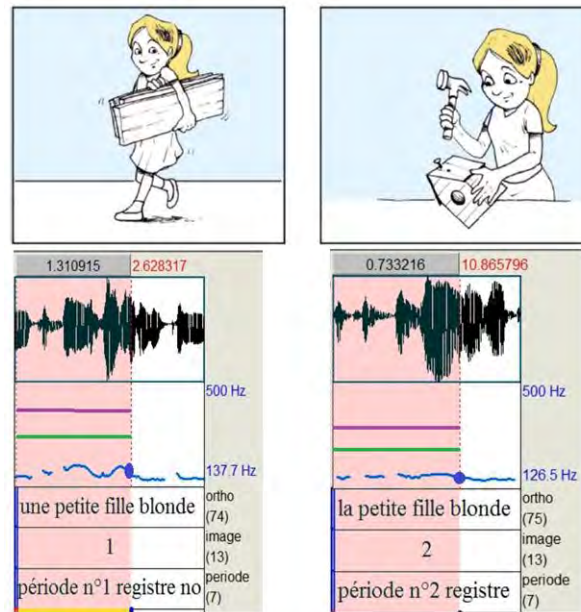 1.310915 2.628317
500 Hz
137.7 Hz
une petite fille blonde
ortho
(74)
1
image
(13)
période n°1 registre no
periode
(7)
0.733216 10.865796
500 Hz
126.5 Hz
la petite fille blonde
ortho
(75)
2
image
(13)
période n°2 registre
periode
(7)